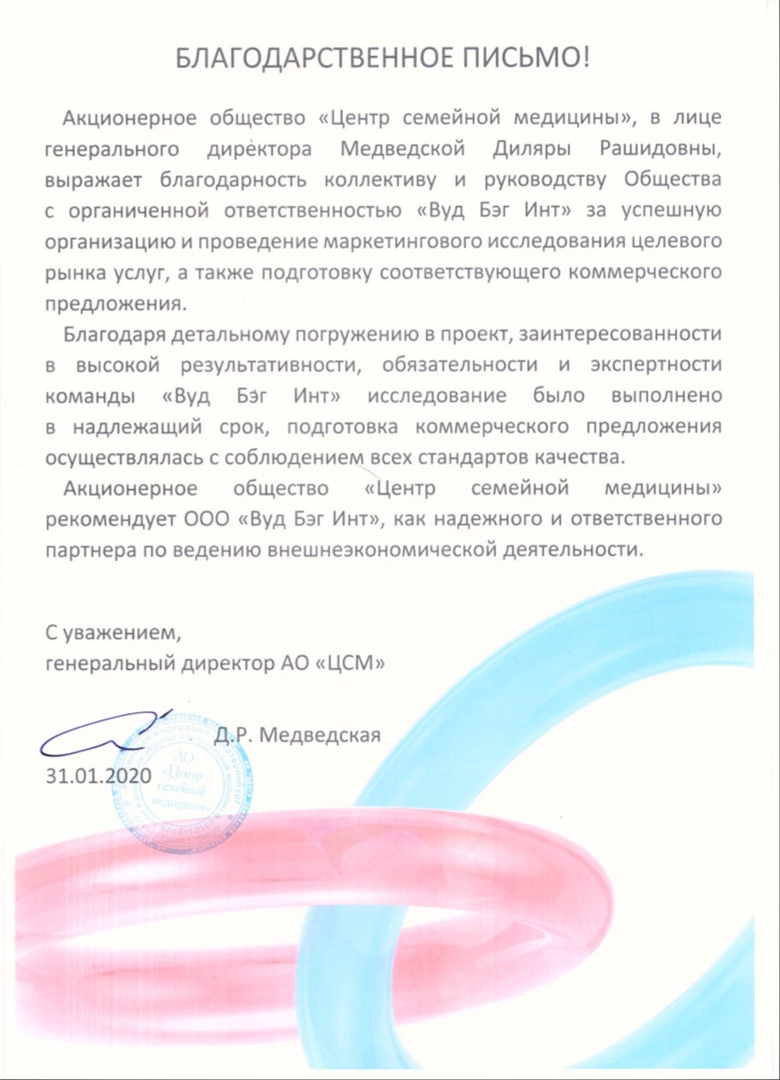 БЛАГОДАРСТВЕННОЕ ПИСЬМО!
Акционерное общество «Центр семейной медицины», в лице
генерального директора Медведской Диляры Рашидовны,
выражает благодарность коллективу и руководству Общества
с органиченной ответственностью «Вуд Бэг Инт» за успешную
организацию и проведение маркетингового исследования целевого
рынка услуг, а также подготовку соответствующего коммерческого
предложения.
Благодаря детальному погружению в проект, заинтересованности
в высокой результативности, обязательности и экспертности
команды «Вуд Бэг Инт» исследование было выполнено
в надлежащий срок, подготовка коммерческого предложения
осуществлялась с соблюдением всех стандартов качества.
Акционерное общество «Центр семейной медицины»
рекомендует ООО «Вуд Бэг Инт», как надежного и ответственного
партнера по ведению внешнеэкономической деятельности.
С уважением,
генеральный директор АО «ЦСМ»
Д.Р. Медведская
31.01.2020
АО
«Центр
семейной
медицины»